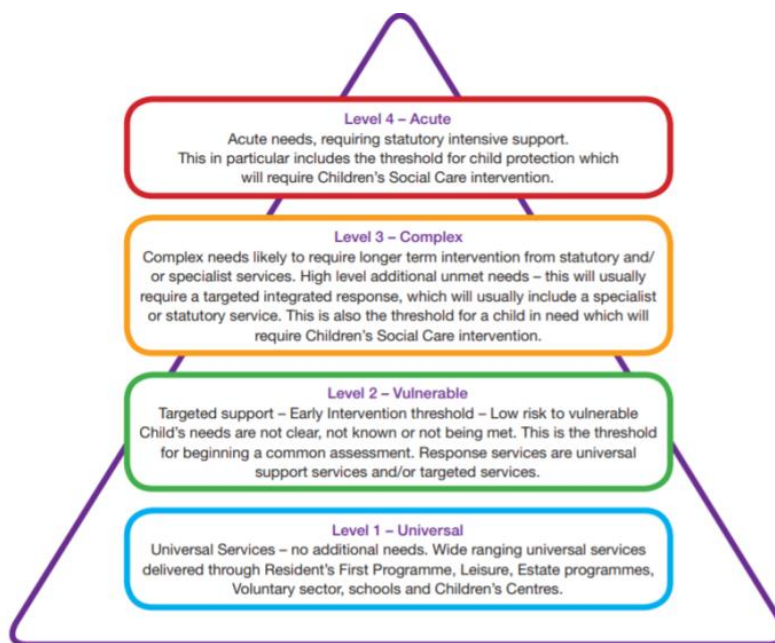 Level 4 – Acute
Acute needs, requiring statutory intensive support.
This in particular includes the threshold for child protection which
will require Children’s Social Care intervention.
Level 3 – Complex
Complex needs likely to require longer term intervention from statutory and/
or specialist services. High level additional unmet needs – this will usually
require a targeted integrated response, which will usually include a specialist
or statutory service. This is also the threshold for a child in need which will
require Children’s Social Care intervention.
Level 2 – Vulnerable
Targeted support – Early Intervention threshold – Low risk to vulnerable
Child’s needs are not clear, not known or not being met. This is the threshold
for beginning a common assessment. Response services are universal
support services and/or targeted services.
Level 1 – Universal
Universal Services – no additional needs. Wide ranging universal services
delivered through Resident’s First Programme, Leisure, Estate programmes,
Voluntary sector, schools and Children’s Centres.